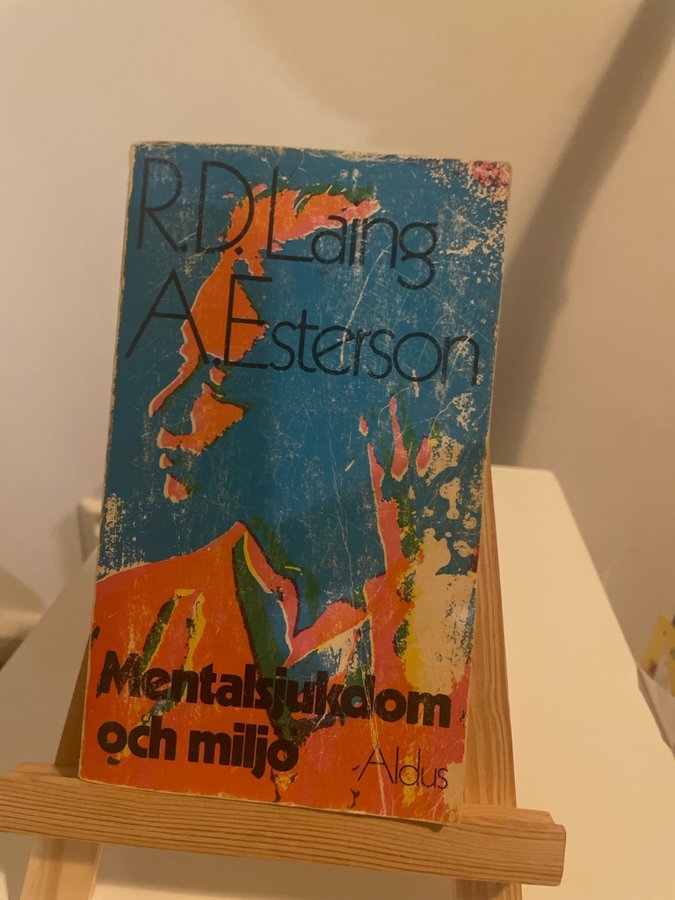 R.D. Laing
A. Esterson
Mentalsjukdom
och miljö
Aldus